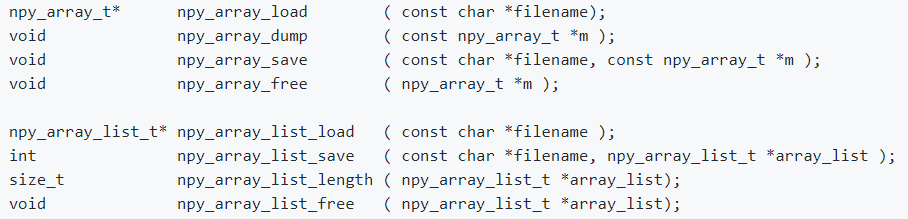 npy_array_t*      npy_array_load        ( const char *filename);
void              npy_array_dump        ( const npy_array_t *m );
void              npy_array_save        ( const char *filename, const npy_array_t *m );
void              npy_array_free        ( npy_array_t *m );

npy_array_list_t* npy_array_list_load   ( const char *filename );
int               npy_array_list_save   ( const char *filename, npy_array_list_t *array_list );
size_t            npy_array_list_length ( npy_array_list_t *array_list);
void              npy_array_list_free   ( npy_array_list_t *array_list);